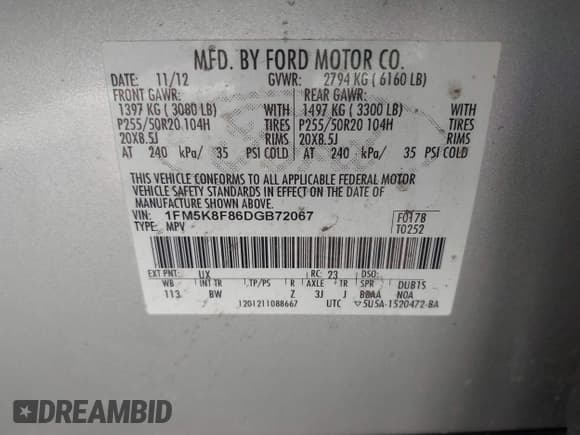 MFD. BY FORD MOTOR CO.
DATE: 11/12 GVWR: 2794 KG ( 6160 LB)
FRONT GAWR: REAR GAWR:
1397 KG ( 3080 LB) WITH 1497 KG ( 3300 LB) WITH
P255/50R20 104H TIRES P255/50R20 104H TIRES
20X8.5J RIMS 20X8.5J RIMS
AT 240 kPa/ 35 PSI COLD AT 240 kPa/ 35 PSI COLD
THIS VEHICLE CONFORMS TO ALL APPLICABLE FEDERAL MOTOR
VEHICLE SAFETY STANDARDS IN EFFECT ON THE DATE OF
MANUFACTURE SHOWN ABOVE.
VIN: 1FM5K8F86DGB72067 F0178
TYPE: MPV T0252
EXT PNT: UX RC: 23 DSO:
WB INT TR TP/PS R AXLE TR SPR DUBTS
113 BW Z 3J J BDAA NOA
1201211088667 UTC ▽5U5A-1520472-BA
DREAMBID